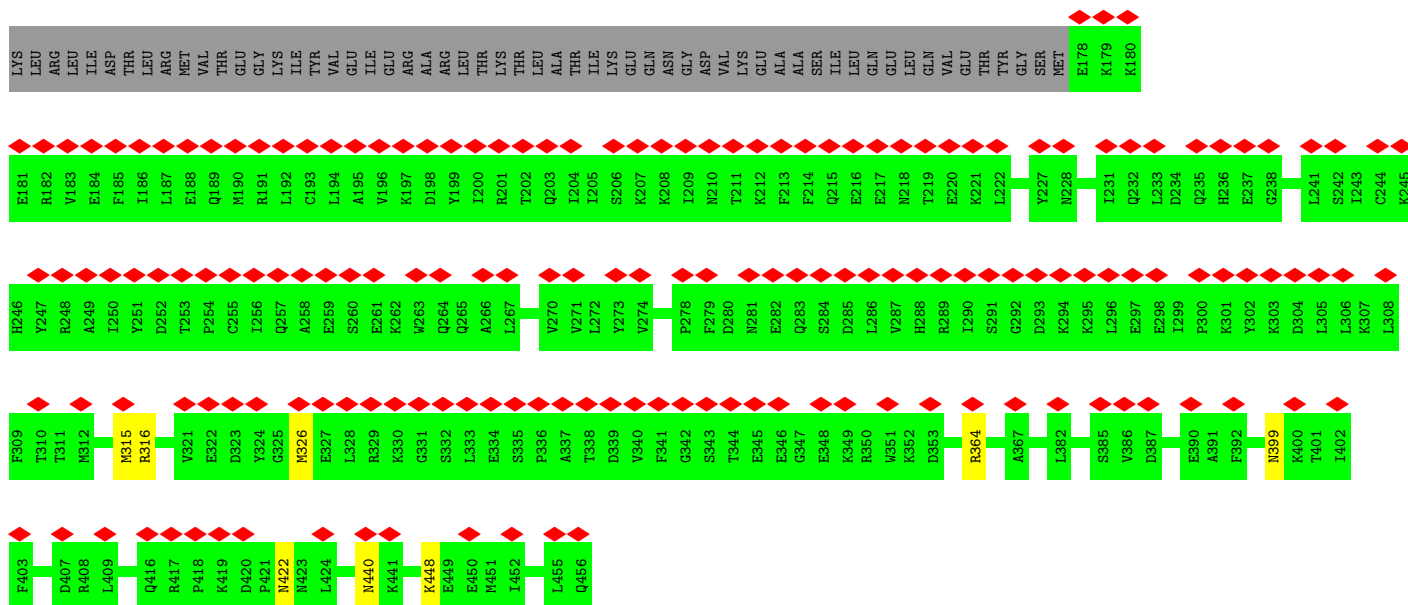 LYS LEU ARG LEU ILE ASP THR LEU ARG MET VAL THR GLU GLY LYS ILE TYR VAL GLU ILE GLU ARG ALA ARG LEU THR LYS THR LEU ALA THR ILE LYS GLU GLN ASN GLY ASP VAL LYS GLU ALA ALA SER ILE LEU GLN GLU LEU GLN VAL GLU THR TYR GLY SER MET E178 K179 K180
E181 R182 V183 E184 F185 I186 L187 E188 Q189 M190 R191 L192 C193 L194 A195 V196 K197 D198 Y199 I200 R201 T202 Q203 I204 I205 S206 K207 K208 I209 N210 T211 K212 F213 F214 Q215 E216 E217 N218 T219 E220 K221 L222 Y227 N228 I231 Q232 L233 D234 Q235 H236 E237 G238 L241 S242 I243 C244 K245
H246 Y247 R248 A249 I250 Y251 D252 T253 P254 C255 I256 Q257 A258 E259 S260 E261 K262 W263 Q264 Q265 A266 L267 V270 V271 L272 Y273 V274 P278 F279 D280 N281 E282 Q283 S284 D285 L286 V287 H288 R289 I290 S291 G292 D293 K294 K295 L296 E297 E298 I299 P300 K301 Y302 K303 D304 L305 L306 K307 L308
F309 T310 T311 M312 M315 R316 V321 E322 D323 Y324 G325 M326 E327 L328 R329 K330 G331 S332 L333 E334 S335 P336 A337 T338 D339 V340 F341 G342 S343 T344 E345 E346 G347 E348 K349 R350 W351 K352 D353 R364 A367 L382 S385 V386 D387 E390 A391 F392 N399 K400 T401 I402
F403 D407 R408 L409 Q416 R417 P418 K419 D420 P421 N422 N423 L424 N440 K441 K448 E449 E450 M451 I452 L455 Q456